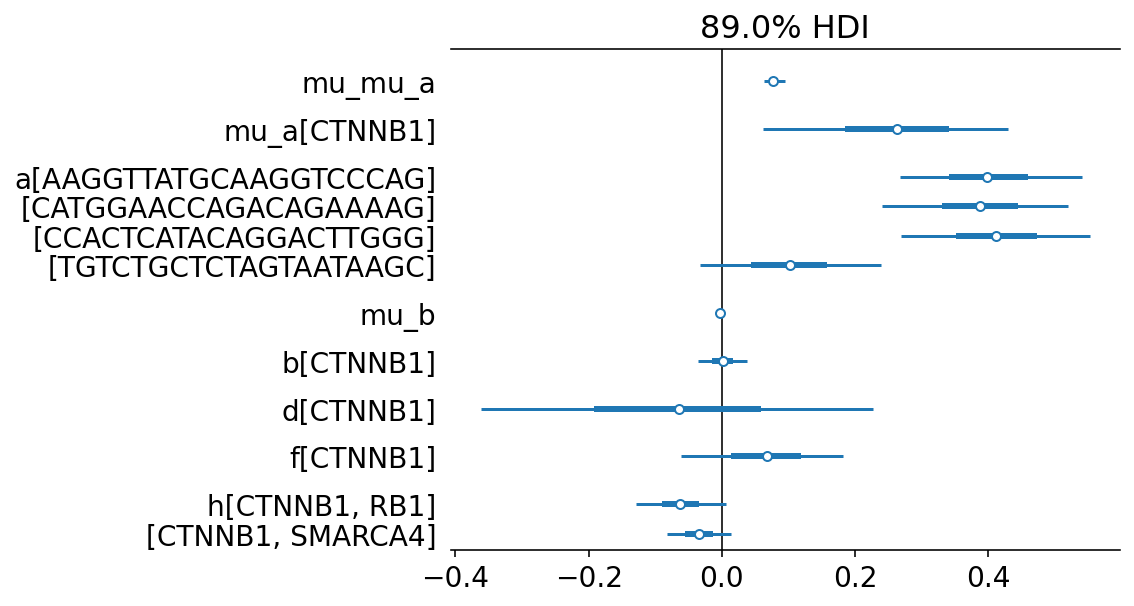 89.0% HDI
mu_mu_a
mu_a[CTNNB1]
a[AAGGTTATGCAAGGTCCCAG]
[CATGGAACCAGACAGAAAAG]
[CCACTCATACAGGACTTGGG]
[TGTCTGCTCTAGTAATAAGC]
mu_b
b[CTNNB1]
d[CTNNB1]
f[CTNNB1]
h[CTNNB1, RB1]
[CTNNB1, SMARCA4]
−0.4 −0.2 0.0 0.2 0.4